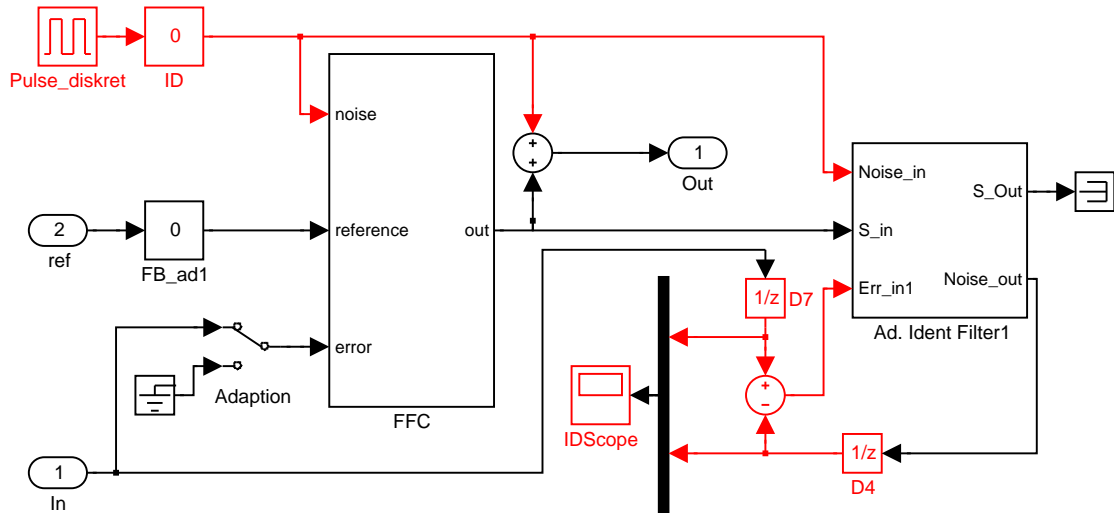 0
Pulse_diskret
ID
noise
+
+
1
Out
Noise_in
S_Out
2
ref
0
FB_ad1
reference
out
S_in
1/z
D7
Err_in1
Noise_out
Ad. Ident Filter1
error
Adaption
FFC
IDScope
+
−
1
In
1/z
D4